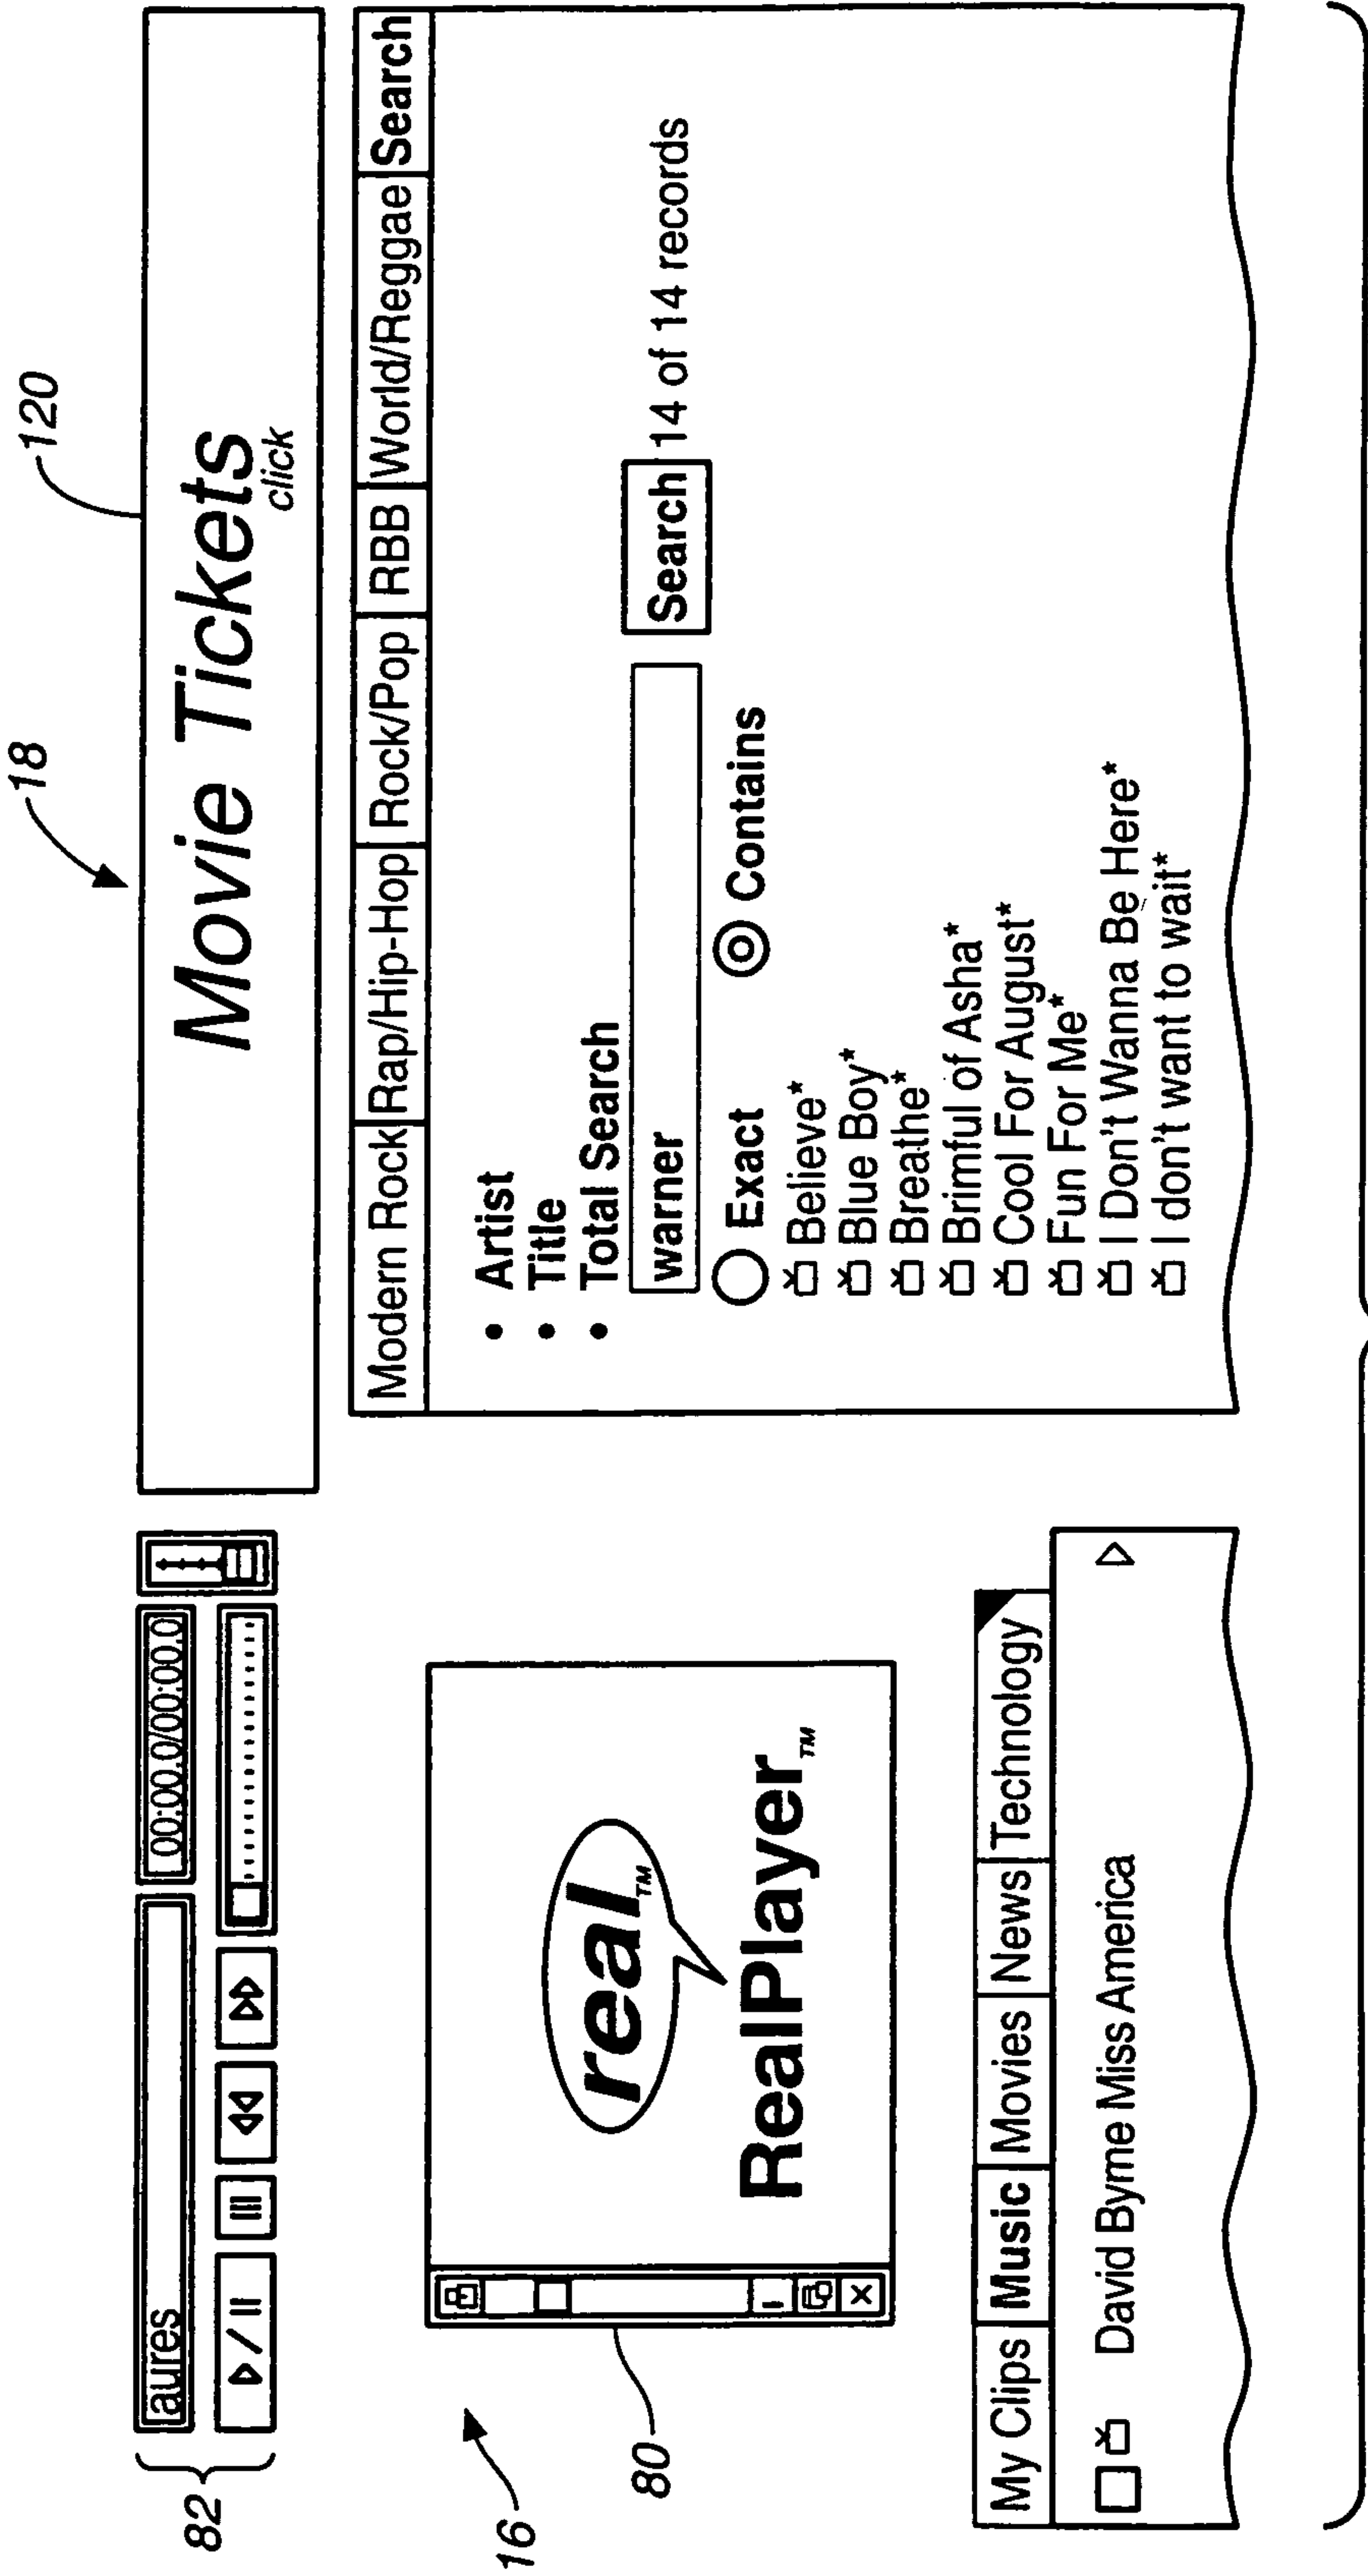 18
120
82
aures
00:00.0/00:00.0
Movie Tickets
click
16
80
real™
RealPlayer™
My Clips Music Movies News Technology
David Byrne Miss America
Modern Rock Rap/Hip-Hop Rock/Pop RBB World/Reggae Search
• Artist
• Title
• Total Search
warner Search 14 of 14 records
Exact Contains
Believe*
Blue Boy*
Breathe*
Brimful of Asha*
Cool For August*
Fun For Me*
I Don't Wanna Be Here*
I don't want to wait*